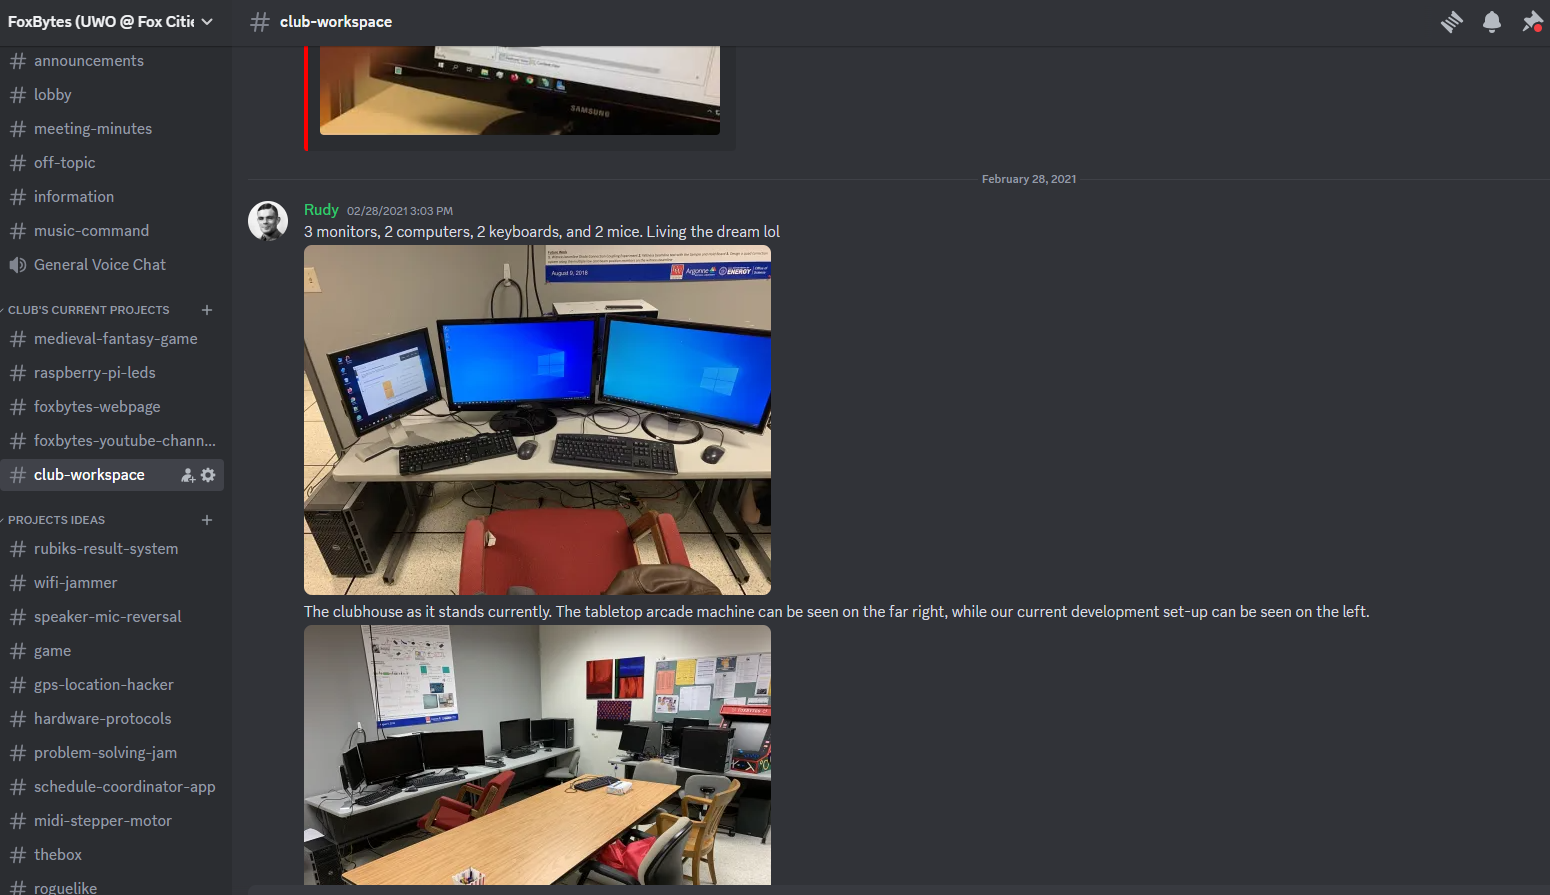 FoxBytes (UWO @ Fox Citie
announcements
lobby
meeting-minutes
off-topic
information
music-command
General Voice Chat
CLUB'S CURRENT PROJECTS
medieval-fantasy-game
raspberry-pi-leds
foxbytes-webpage
foxbytes-youtube-chann...
club-workspace
PROJECTS IDEAS
rubiks-result-system
wifi-jammer
speaker-mic-reversal
game
gps-location-hacker
hardware-protocols
problem-solving-jam
schedule-coordinator-app
midi-stepper-motor
thebox
roguelike
club-workspace
SAMSUNG
February 28, 2021
Rudy 02/28/2021 3:03 PM
3 monitors, 2 computers, 2 keyboards, and 2 mice. Living the dream lol
August 9, 2018
Argonne
ENERGY
Office of
Science
The clubhouse as it stands currently. The tabletop arcade machine can be seen on the far right, while our current development set-up can be seen on the left.